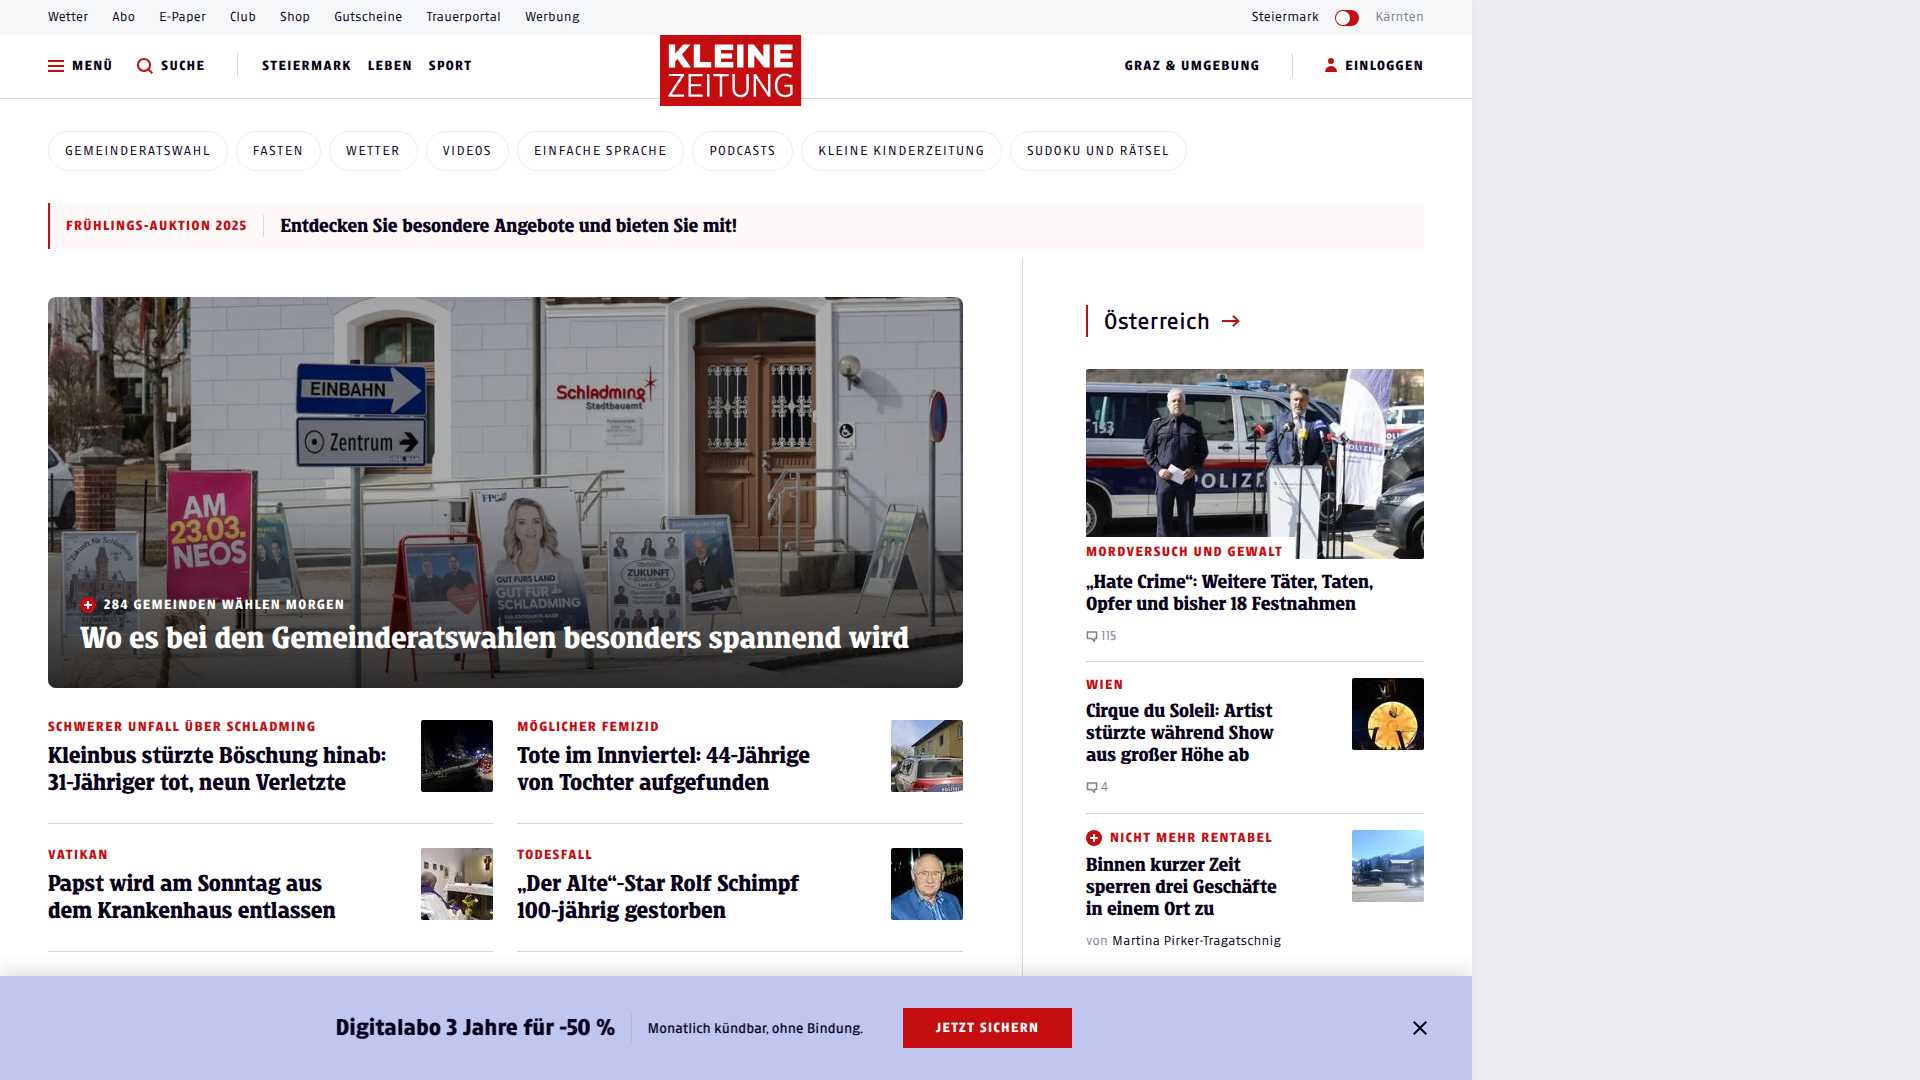 Wetter Abo E-Paper Club Shop Gutscheine Trauerportal Werbung Steiermark Kärnten
MENÜ SUCHE STEIERMARK LEBEN SPORT KLEINE ZEITUNG GRAZ & UMGEBUNG EINLOGGEN
GEMEINDERATSWAHL FASTEN WETTER VIDEOS EINFACHE SPRACHE PODCASTS KLEINE KINDERZEITUNG SUDOKU UND RÄTSEL
FRÜHLINGS-AUKTION 2025 Entdecken Sie besondere Angebote und bieten Sie mit!
EINBAHN
Zentrum
Schladming
Stadtbauamt
AM
23.03.
NEOS
FPÖ
GUT FÜRS LAND
GUT FÜR
SCHLADMING
ZUKUNFT
284 GEMEINDEN WÄHLEN MORGEN
Wo es bei den Gemeinderatswahlen besonders spannend wird
SCHWERER UNFALL ÜBER SCHLADMING
Kleinbus stürzte Böschung hinab:
31-Jähriger tot, neun Verletzte
MÖGLICHER FEMIZID
Tote im Innviertel: 44-Jährige
von Tochter aufgefunden
VATIKAN
Papst wird am Sonntag aus
dem Krankenhaus entlassen
TODESFALL
„Der Alte“-Star Rolf Schimpf
100-jährig gestorben
Österreich
POLIZEI
MORDVERSUCH UND GEWALT
„Hate Crime“: Weitere Täter, Taten,
Opfer und bisher 18 Festnahmen
115
WIEN
Cirque du Soleil: Artist
stürzte während Show
aus großer Höhe ab
4
NICHT MEHR RENTABEL
Binnen kurzer Zeit
sperren drei Geschäfte
in einem Ort zu
von Martina Pirker-Tragatschnig
Digitalabo 3 Jahre für -50 % Monatlich kündbar, ohne Bindung. JETZT SICHERN